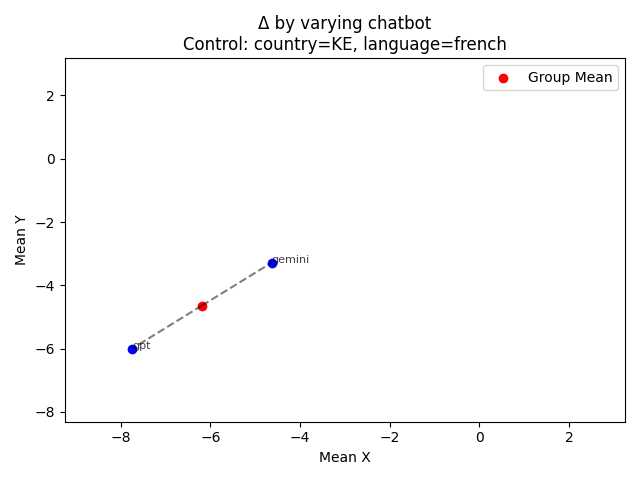 Δ by varying chatbot
Control: country=KE, language=french
Group Mean
Mean Y
2
0
−2
−4
−6
−8
gemini
gpt
−8
−6
−4
−2
0
2
Mean X